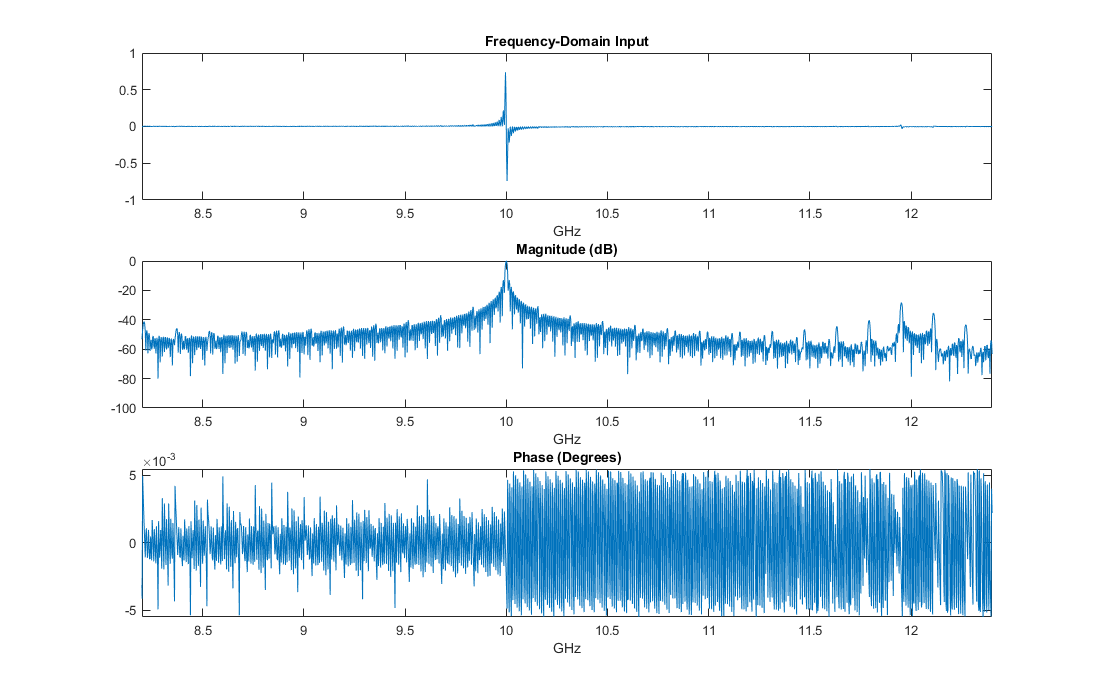 Frequency-Domain Input
1
0.5
0
-0.5
-1
8.5 9 9.5 10 10.5 11 11.5 12
GHz
Magnitude (dB)
0
-20
-40
-60
-80
-100
8.5 9 9.5 10 10.5 11 11.5 12
GHz
Phase (Degrees)
×10-3
5
0
-5
8.5 9 9.5 10 10.5 11 11.5 12
GHz